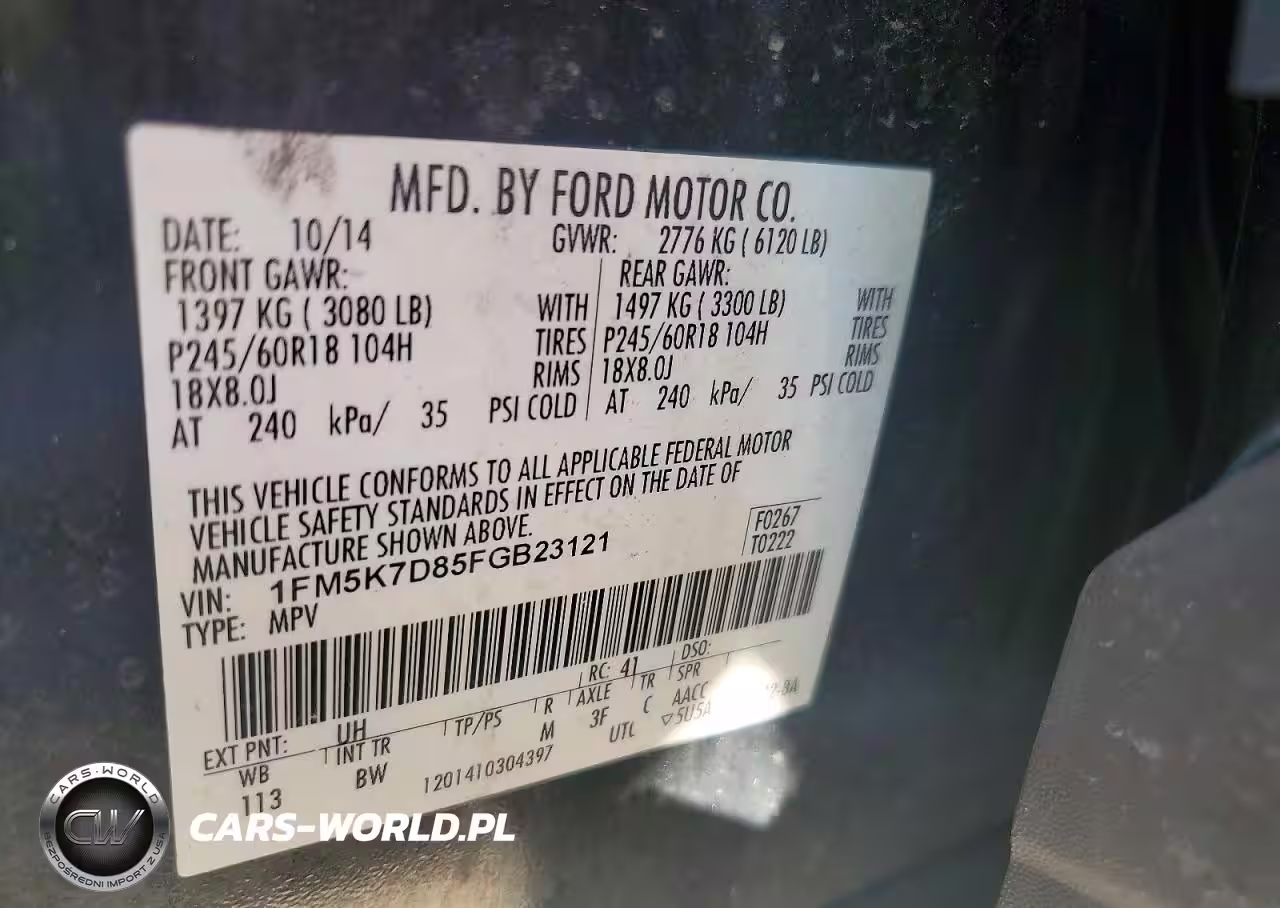 MFD. BY FORD MOTOR CO.
DATE: 10/14 GVWR: 2776 KG ( 6120 LB)
FRONT GAWR: REAR GAWR:
1397 KG ( 3080 LB) WITH 1497 KG ( 3300 LB) WITH
P245/60R18 104H TIRES P245/60R18 104H TIRES
18X8.0J RIMS 18X8.0J RIMS
AT 240 kPa/ 35 PSI COLD AT 240 kPa/ 35 PSI COLD
THIS VEHICLE CONFORMS TO ALL APPLICABLE FEDERAL MOTOR
VEHICLE SAFETY STANDARDS IN EFFECT ON THE DATE OF
MANUFACTURE SHOWN ABOVE.
F0267
T0222
VIN: 1FM5K7D85FGB23121
TYPE: MPV
EXT PNT: UH RC: 41 DSO:
WB INT TR TP/PS R AXLE TR SPR
113 BW M 3F C AACC
1201410304397 UTC
CARS-WORLD
CW
BEZPOŚREDNI IMPORT Z USA
CARS-WORLD.PL